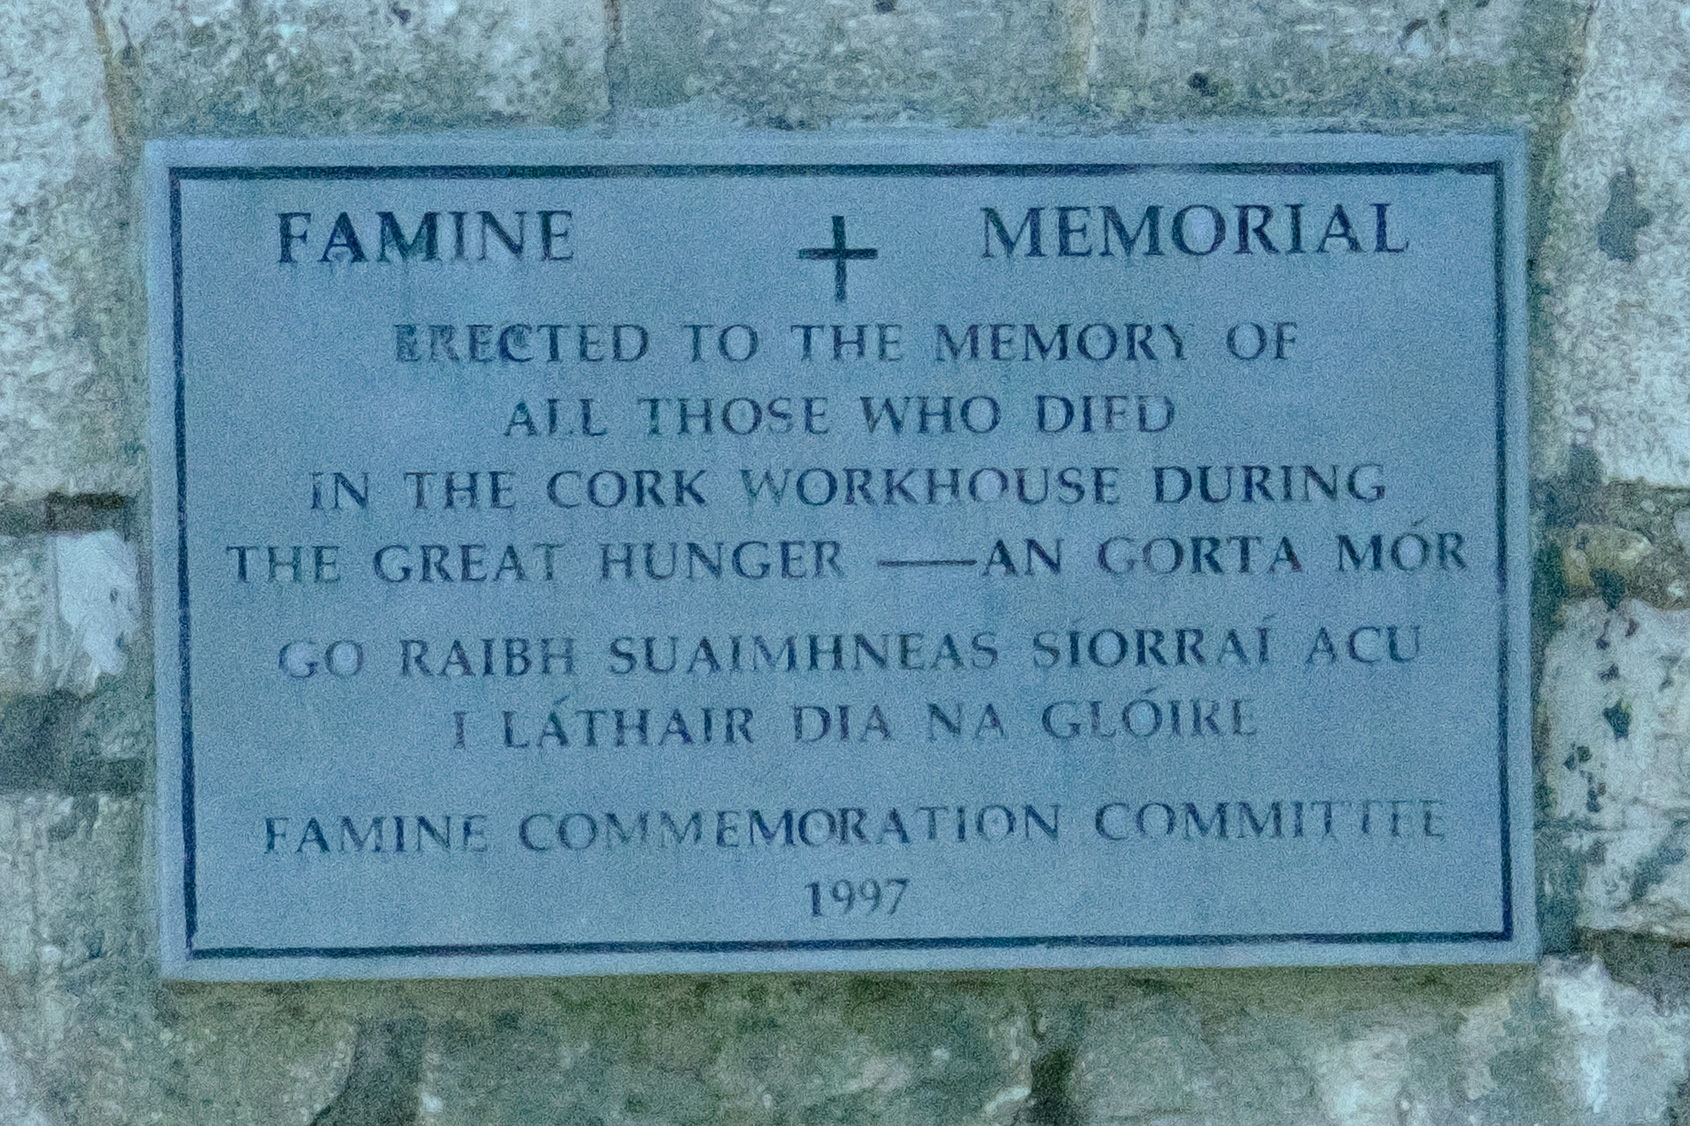 FAMINE + MEMORIAL
ERECTED TO THE MEMORY OF
ALL THOSE WHO DIED
IN THE CORK WORKHOUSE DURING
THE GREAT HUNGER —AN GORTA MÓR
GO RAIBH SUAIMHNEAS SÍORRAÍ ACU
I LÁTHAIR DIA NA GLÓIRE
FAMINE COMMEMORATION COMMITTEE
1997